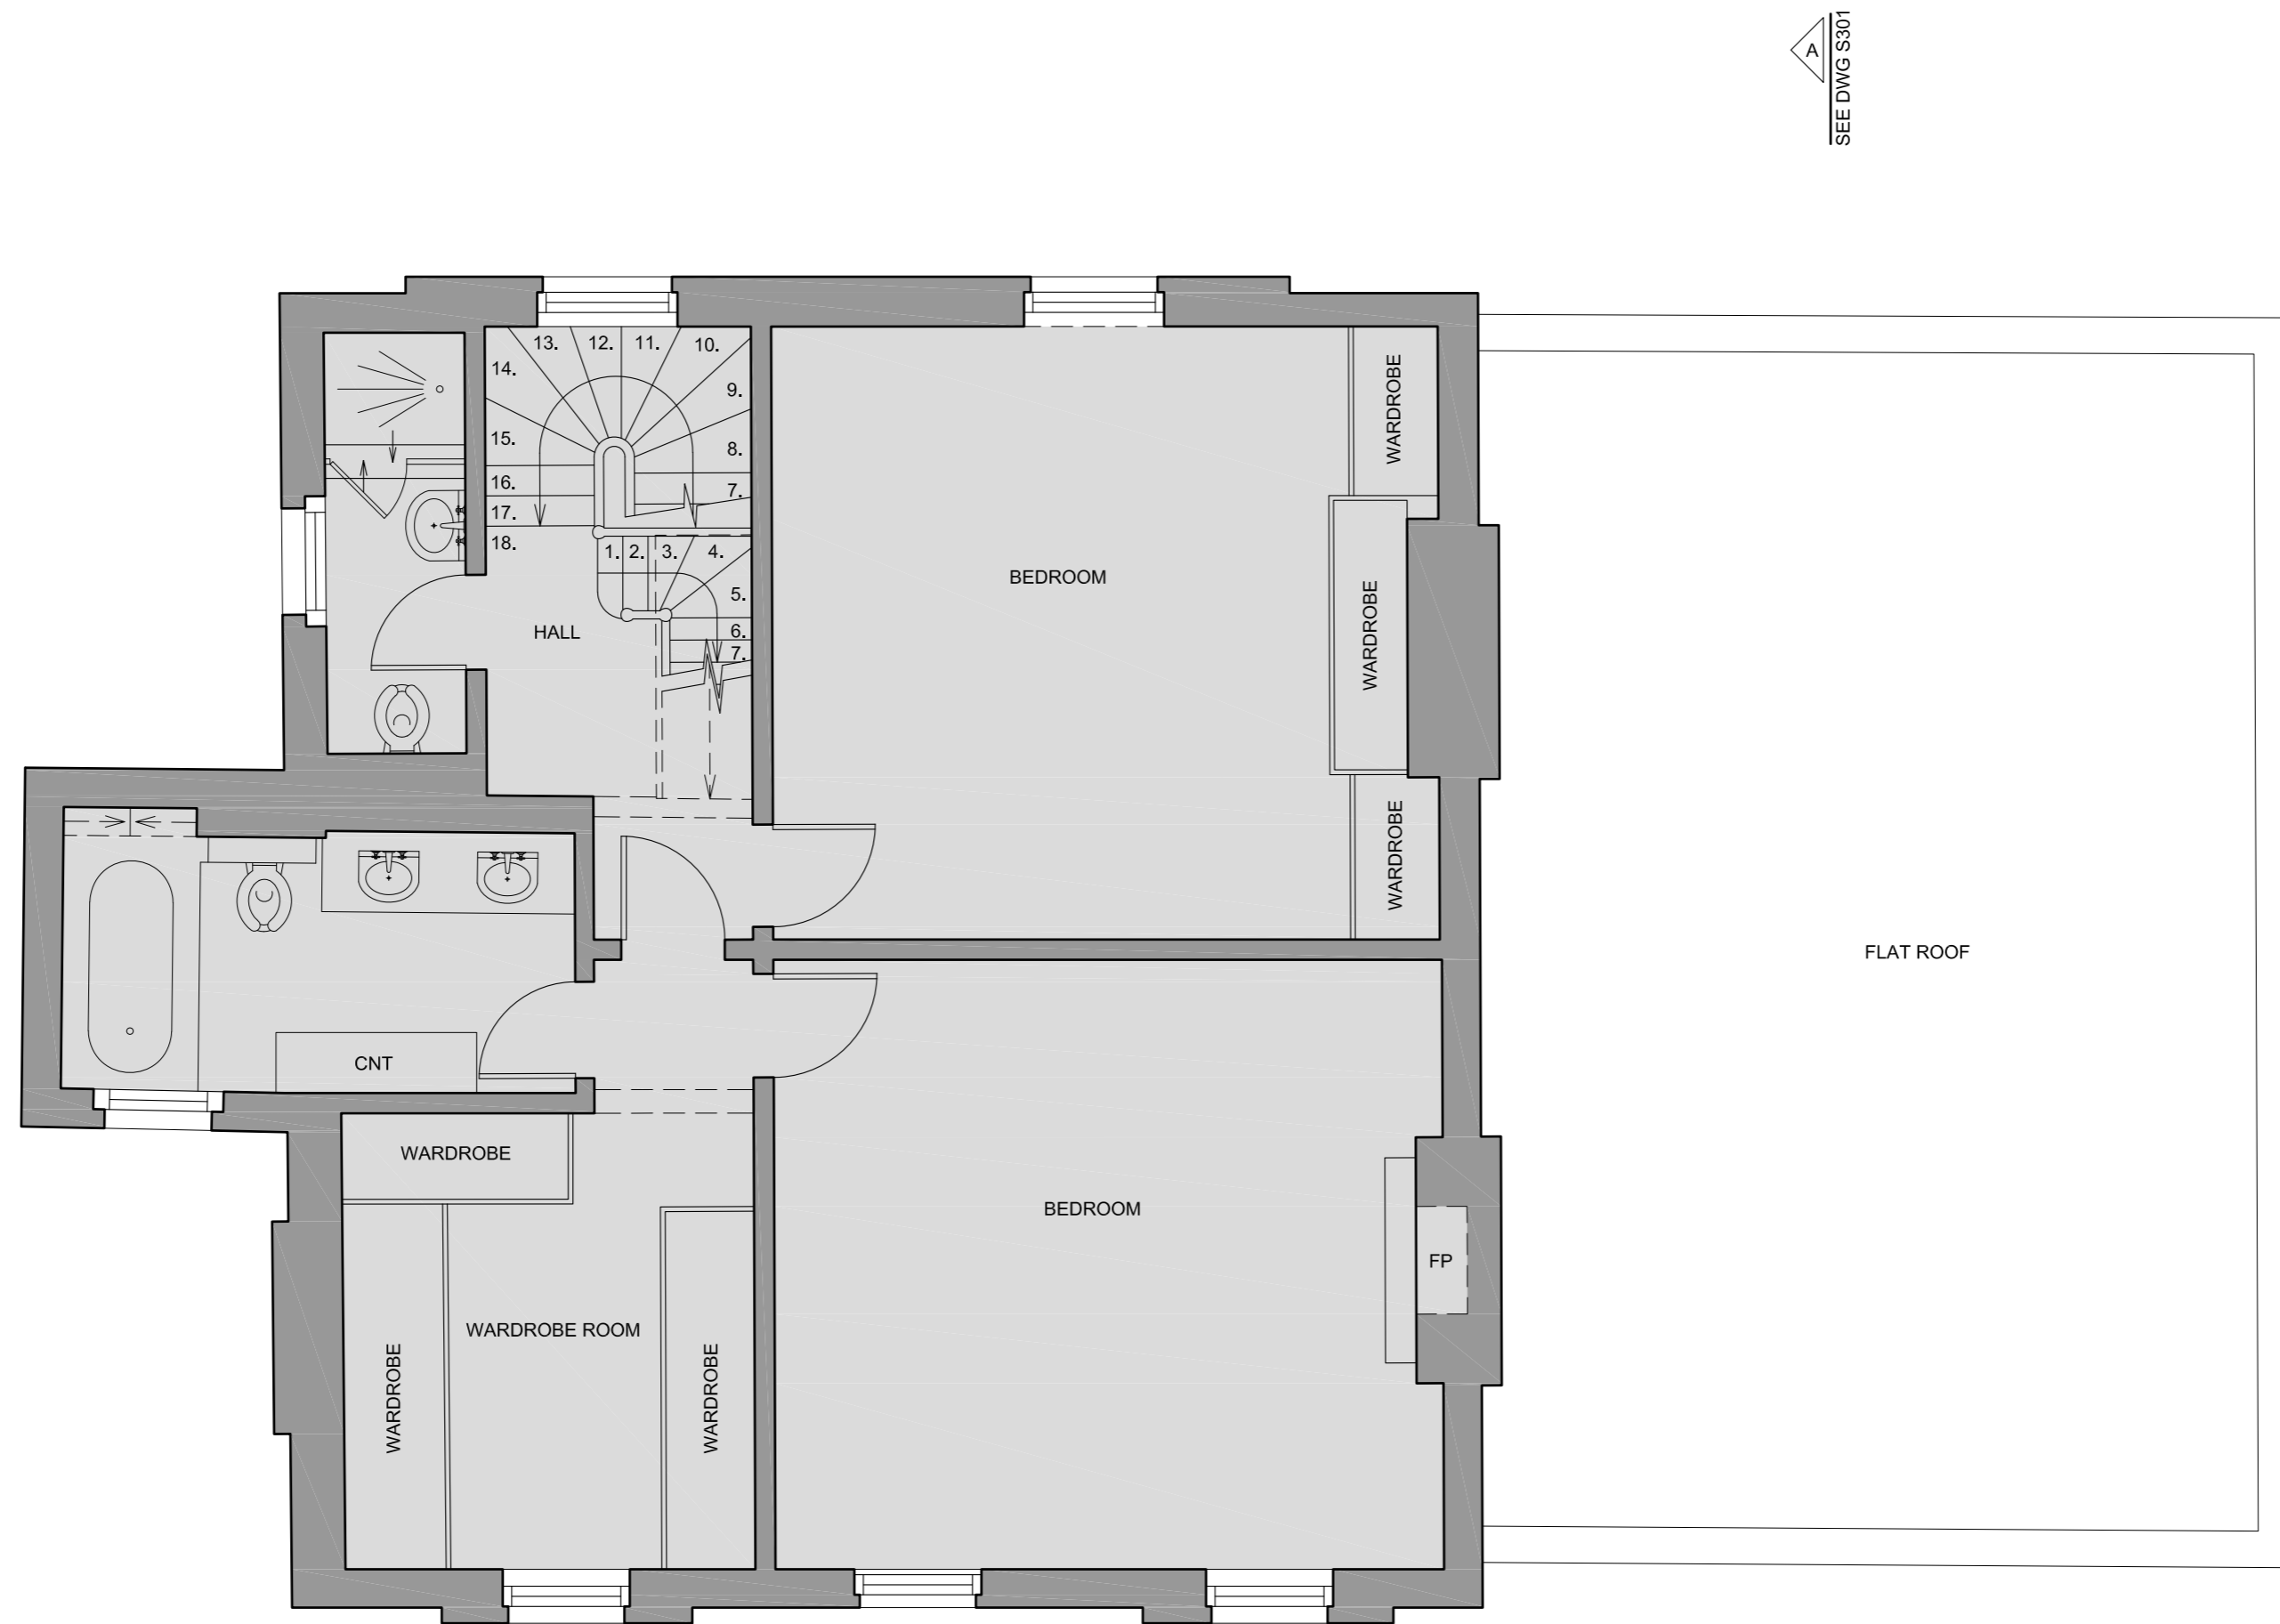 A
SEE DWG S301
13.
12.
11.
10.
14.
9.
15.
8.
16.
7.
17.
18.
1.
2.
3.
4.
5.
6.
7.
HALL
BEDROOM
WARDROBE
WARDROBE
WARDROBE
FLAT ROOF
CNT
WARDROBE
BEDROOM
FP
WARDROBE ROOM
WARDROBE
WARDROBE